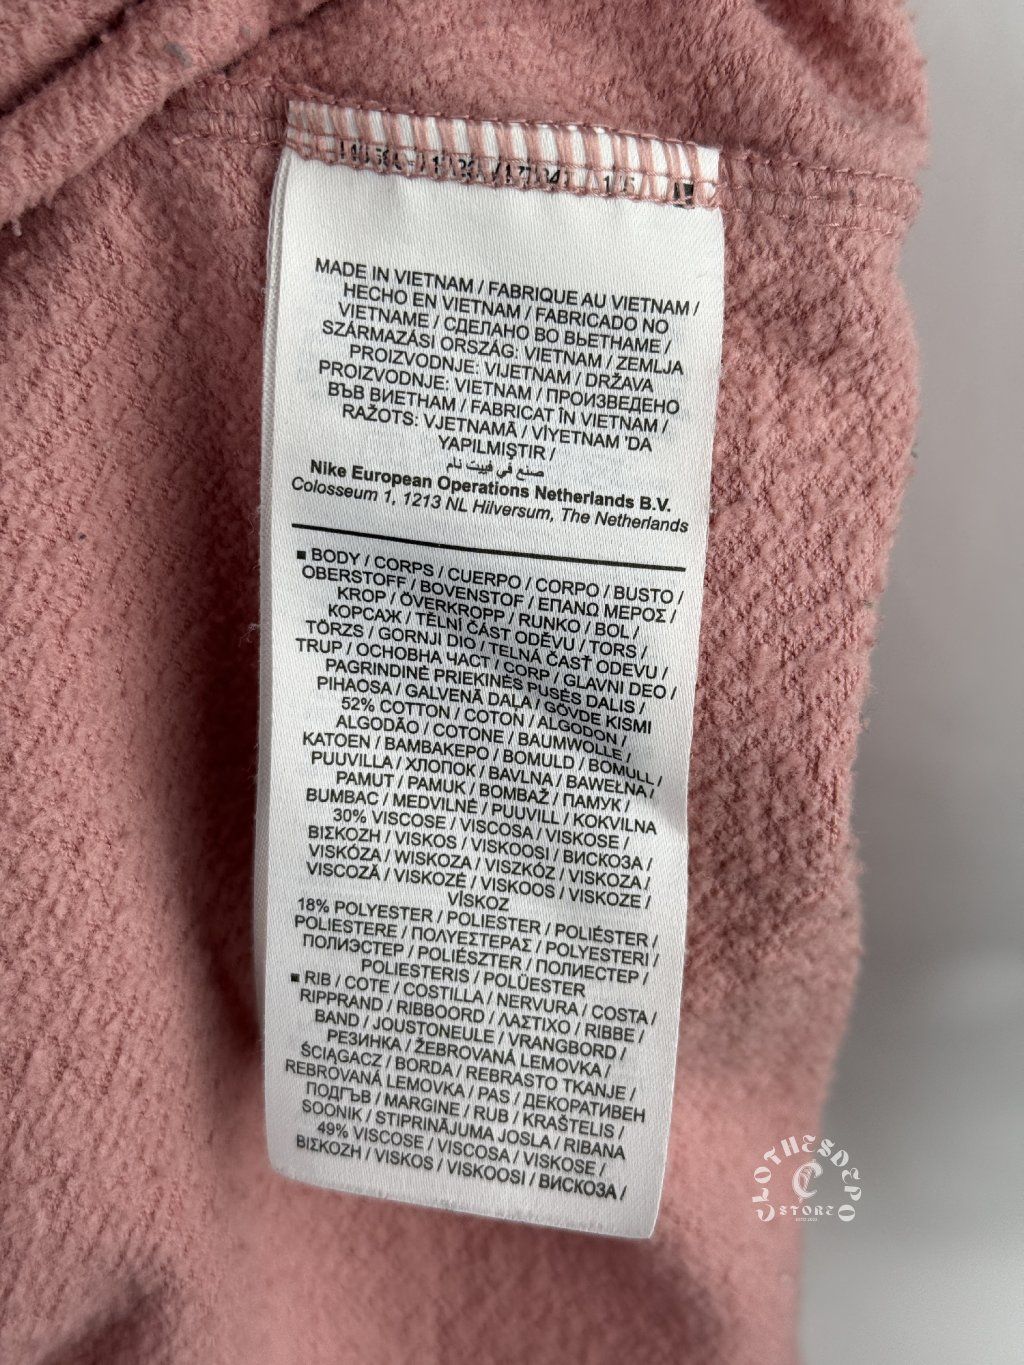 MADE IN VIETNAM / FABRIQUE AU VIETNAM /
HECHO EN VIETNAM / FABRICADO NO
VIETNAME / СДЕЛАНО ВО ВЬЕТНАМЕ /
SZÁRMAZÁSI ORSZÁG: VIETNAM / ZEMLJA
PROIZVODNJE: VIJETNAM / DRŽAVA
PROIZVODNJE: VIETNAM / ПРОИЗВЕДЕНО
ВЪВ ВИЕТНАМ / FABRICAT ÎN VIETNAM /
RAŽOTS: VJETNAMĀ / VİYETNAM 'DA
YAPILMIŞTIR /
صنع في فييت نام
Nike European Operations Netherlands B.V.
Colosseum 1, 1213 NL Hilversum, The Netherlands
▪ BODY / CORPS / CUERPO / CORPO / BUSTO /
OBERSTOFF / BOVENSTOF / ΕΠΑΝΩ ΜΕΡΟΣ /
KROP / ÖVERKROPP / RUNKO / BOL /
КОРСАЖ / TĚLNÍ ČÁST ODĚVU / TORS /
TÖRZS / GORNJI DIO / TELNÁ ČASŤ ODEVU /
TRUP / ОСНОВНА ЧАСТ / CORP / GLAVNI DEO /
PAGRINDINĖ PRIEKINĖS PUSĖS DALIS /
PIHAOSA / GALVENĀ DAĻA / GÖVDE KISMI
52% COTTON / COTON / ALGODON /
ALGODÃO / COTONE / BAUMWOLLE /
KATOEN / ΒΑΜΒΑΚΕΡΟ / BOMULD / BOMULL /
PUUVILLA / ХЛОПОК / BAVLNA / BAWEŁNA /
PAMUT / PAMUK / BOMBAŽ / ПАМУК /
BUMBAC / MEDVILNĖ / PUUVILL / KOKVILNA
30% VISCOSE / VISCOSA / VISKOSE /
ΒΙΣΚΟΖΗ / VISKOS / VISKOOSI / ВИСКОЗА /
VISKÓZA / WISKOZA / VISZKÓZ / VISKOZA /
VISCOZĂ / VISKOZĖ / VISKOOS / VISKOZE /
VİSKOZ
18% POLYESTER / POLIESTER / POLIÉSTER /
POLIESTERE / ΠΟΛΥΕΣΤΕΡΑΣ / POLYESTERI /
ПОЛИЭСТЕР / POLIÉSZTER / ПОЛИЕСТЕР /
POLIESTERIS / POLÜESTER
▪ RIB / COTE / COSTILLA / NERVURA / COSTA /
RIPPRAND / RIBBOORD / ΛΑΣΤΙΧΟ / RIBBE /
BAND / JOUSTONEULE / VRANGBORD /
РЕЗИНКА / ŽEBROVANÁ LEMOVKA /
ŚCIĄGACZ / BORDA / REBRASTO TKANJE /
REBROVANÁ LEMOVKA / PAS / ДЕКОРАТИВЕН
ПОДГЪВ / MARGINE / RUB / KRAŠTELIS /
SOONIK / STIPRINĀJUMA JOSLA / RIBANA
49% VISCOSE / VISCOSA / VISKOSE /
ΒΙΣΚΟΖΗ / VISKOS / VISKOOSI / ВИСКОЗА /
CLOTHESDEPO
STORE